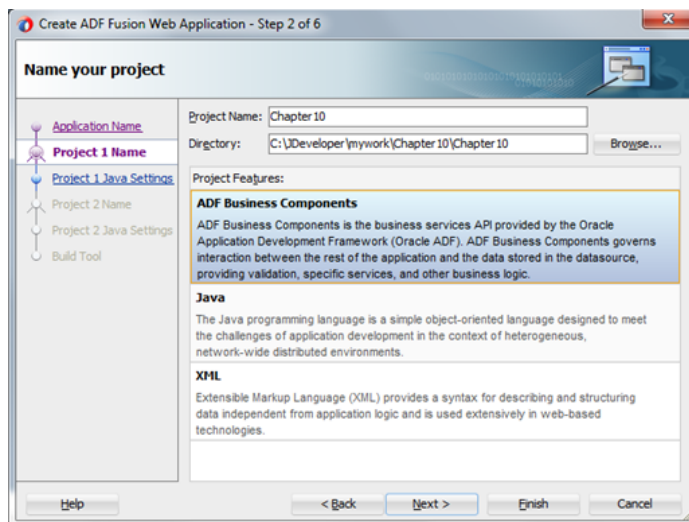 Create ADF Fusion Web Application - Step 2 of 6
Name your project
Application Name
Project 1 Name
Project 1 Java Settings
Project 2 Name
Project 2 Java Settings
Build Tool
Project Name: Chapter10
Directory: C:\JDeveloper\mywork\Chapter10\Chapter10 Browse...
Project Features:
ADF Business Components
ADF Business Components is the business services API provided by the Oracle
Application Development Framework (Oracle ADF). ADF Business Components governs
interaction between the rest of the application and the data stored in the datasource,
providing validation, specific services, and other business logic.
Java
The Java programming language is a simple object-oriented language designed to meet
the challenges of application development in the context of heterogeneous,
network-wide distributed environments.
XML
Extensible Markup Language (XML) provides a syntax for describing and structuring
data independent from application logic and is used extensively in web-based
technologies.
Help < Back Next > Finish Cancel